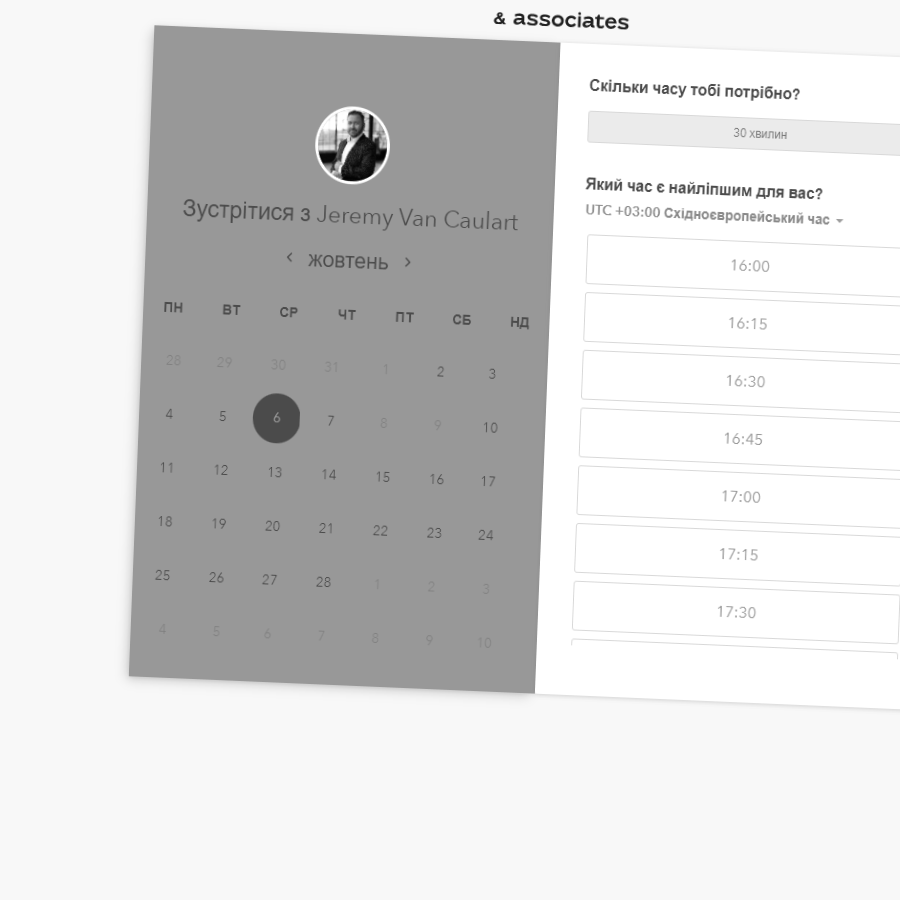 & associates
Зустрітися з Jeremy Van Caulart
‹ жовтень ›
ПН ВТ СР ЧТ ПТ СБ НД
28 29 30 31 1 2 3
4 5 6 7 8 9 10
11 12 13 14 15 16 17
18 19 20 21 22 23 24
25 26 27 28 1 2 3
4 5 6 7 8 9 10
Скільки часу тобі потрібно?
30 хвилин
Який час є найліпшим для вас?
UTC +03:00 Східноєвропейський час
16:00
16:15
16:30
16:45
17:00
17:15
17:30